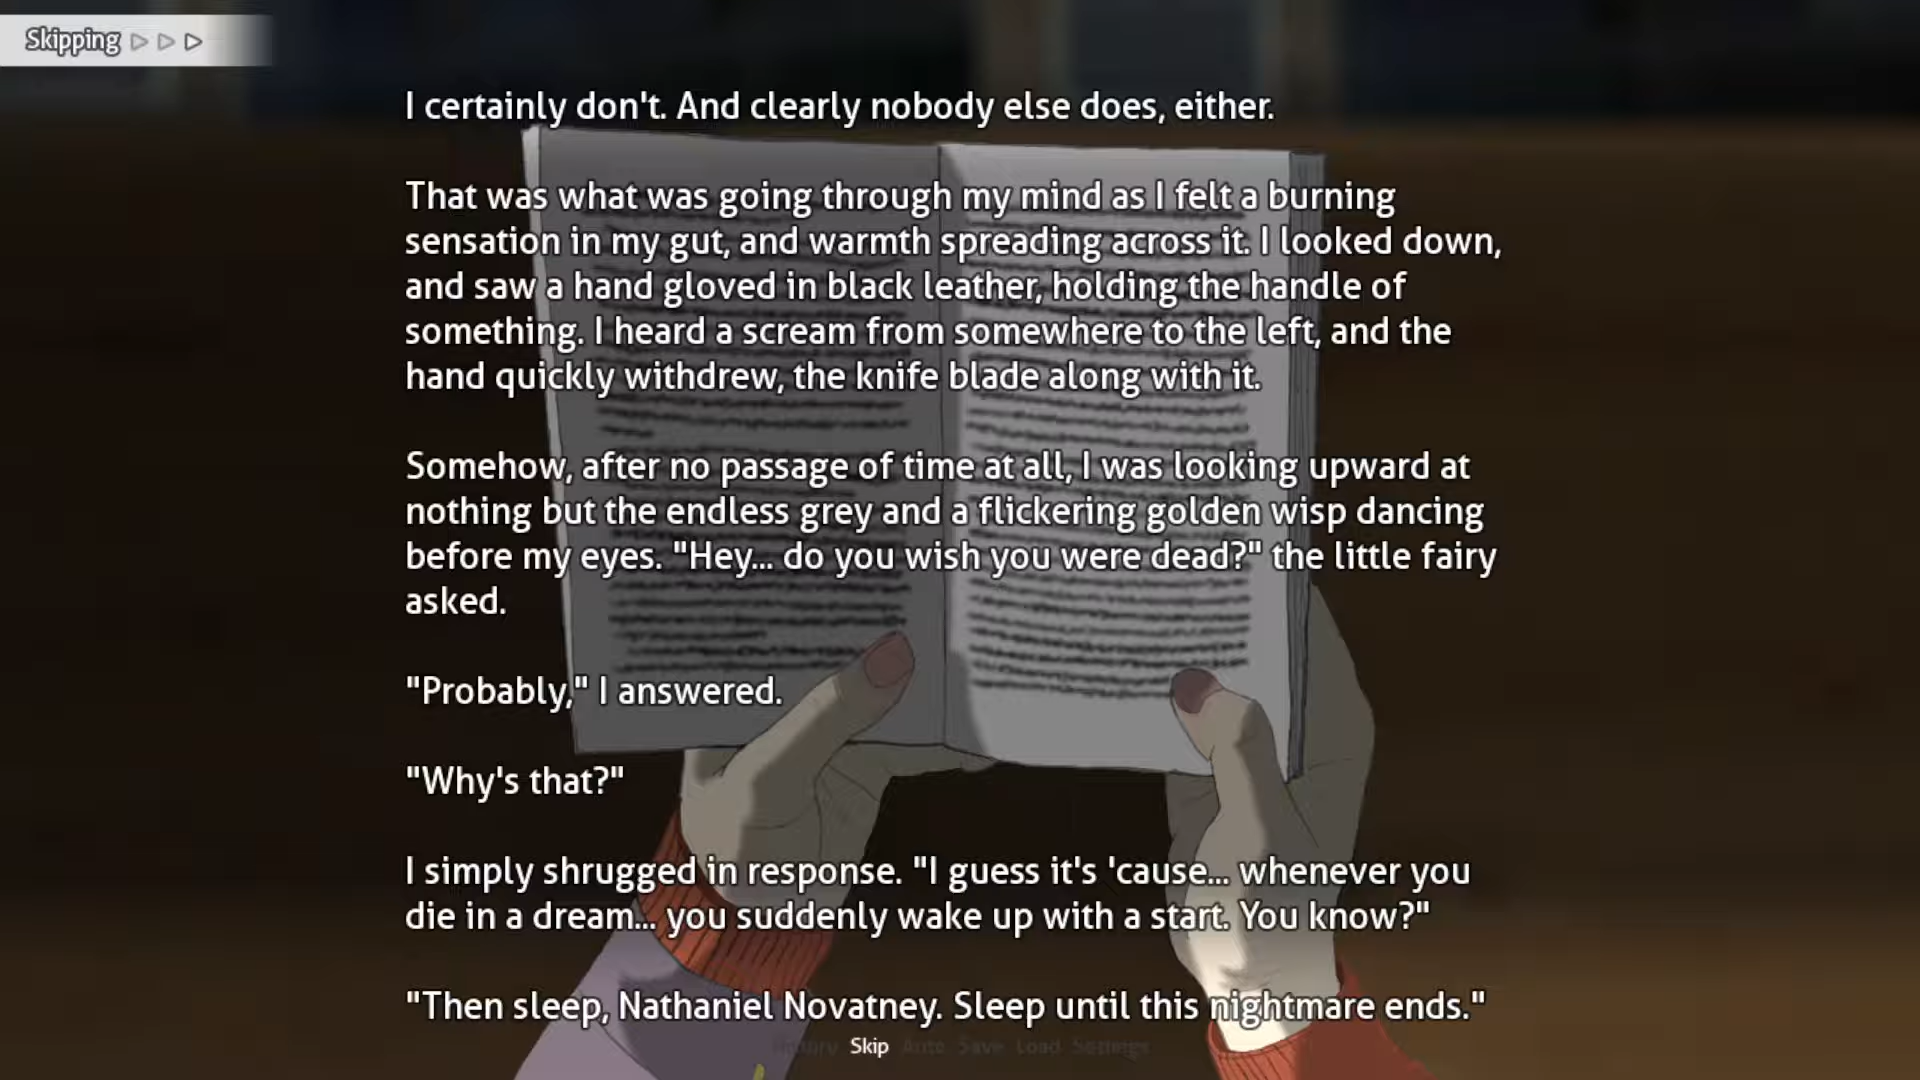 Skipping
I certainly don't. And clearly nobody else does, either.
That was what was going through my mind as I felt a burning
sensation in my gut, and warmth spreading across it. I looked down,
and saw a hand gloved in black leather, holding the handle of
something. I heard a scream from somewhere to the left, and the
hand quickly withdrew, the knife blade along with it.
Somehow, after no passage of time at all, I was looking upward at
nothing but the endless grey and a flickering golden wisp dancing
before my eyes. "Hey... do you wish you were dead?" the little fairy
asked.
"Probably," I answered.
"Why's that?"
I simply shrugged in response. "I guess it's 'cause... whenever you
die in a dream... you suddenly wake up with a start. You know?"
"Then sleep, Nathaniel Novatney. Sleep until this nightmare ends."
History Skip Auto Save Load Settings